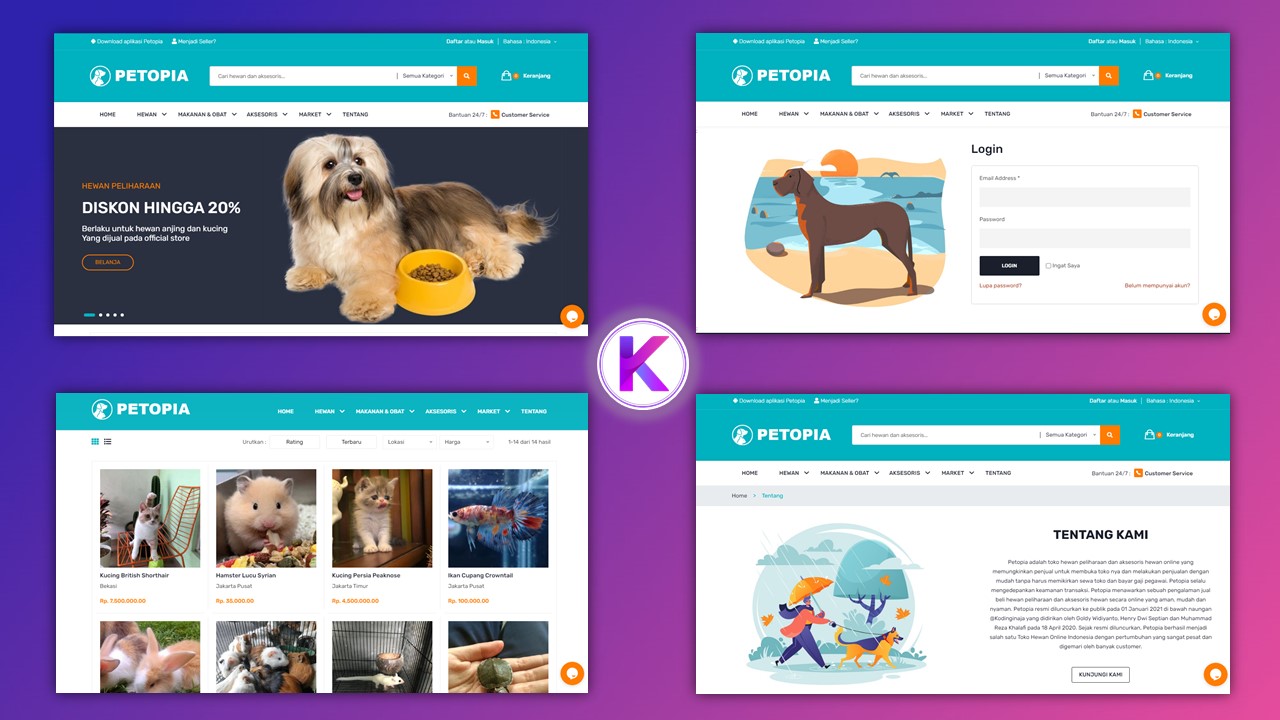 Download aplikasi Petopia Menjadi Seller? Daftar atau Masuk | Bahasa : Indonesia
PETOPIA Cari hewan dan aksesoris... | Semua Kategori 0 Keranjang
HOME HEWAN MAKANAN & OBAT AKSESORIS MARKET TENTANG Bantuan 24/7 : Customer Service
HEWAN PELIHARAAN
DISKON HINGGA 20%
Berlaku untuk hewan anjing dan kucing
Yang dijual pada official store
BELANJA
Download aplikasi Petopia Menjadi Seller? Daftar atau Masuk | Bahasa : Indonesia
PETOPIA Cari hewan dan aksesoris... | Semua Kategori 0 Keranjang
HOME HEWAN MAKANAN & OBAT AKSESORIS MARKET TENTANG Bantuan 24/7 : Customer Service
Login
Email Address *
Password
LOGIN Ingat Saya
Lupa password? Belum mempunyai akun?
K
PETOPIA HOME HEWAN MAKANAN & OBAT AKSESORIS MARKET TENTANG
Urutkan : Rating Terbaru Lokasi Harga 1-14 dari 14 hasil
Kucing British Shorthair Hamster Lucu Syrian Kucing Persia Peaknose Ikan Cupang Crowntail
Bekasi Jakarta Pusat Jakarta Timur Jakarta Pusat
Rp. 7.500.000.00 Rp. 35.000.00 Rp. 4.500.000.00 Rp. 100.000.00
Download aplikasi Petopia Menjadi Seller? Daftar atau Masuk | Bahasa : Indonesia
PETOPIA Cari hewan dan aksesoris... | Semua Kategori 0 Keranjang
HOME HEWAN MAKANAN & OBAT AKSESORIS MARKET TENTANG Bantuan 24/7 : Customer Service
Home > Tentang
TENTANG KAMI
Petopia adalah toko hewan peliharaan dan aksesoris hewan online yang
memungkinkan penjual untuk membuka toko nya dan melakukan penjualan dengan
mudah tanpa harus memikirkan sewa toko dan bayar gaji pegawai. Petopia selalu
mengedepankan keamanan transaksi. Petopia menawarkan sebuah pengalaman jual
beli hewan peliharaan dan aksesoris hewan secara online yang aman, mudah dan
nyaman. Petopia resmi diluncurkan ke publik pada 01 Januari 2021 di bawah naungan
@Kodinginaja yang didirikan oleh Goldy Widiyanto, Henry Dwi Septian dan Muhammad
Reza Khalafi pada 18 April 2020. Sejak resmi diluncurkan, Petopia berhasil menjadi
salah satu Toko Hewan Online Indonesia dengan pertumbuhan yang sangat pesat dan
digemari oleh banyak customer.
KUNJUNGI KAMI